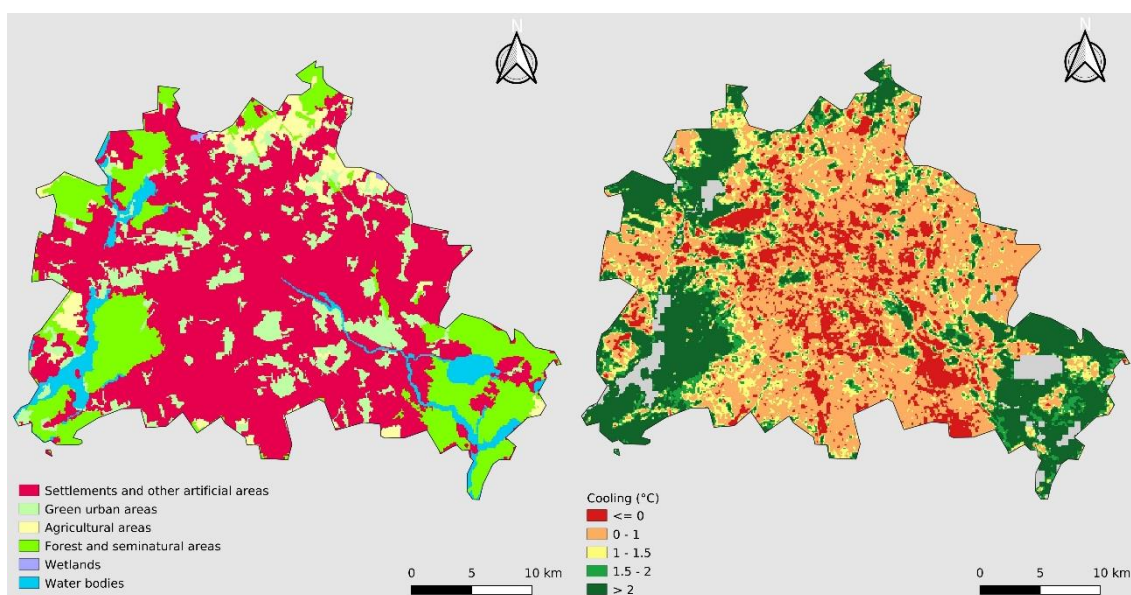 N
N
Settlements and other artificial areas
Green urban areas
Agricultural areas
Forest and seminatural areas
Wetlands
Water bodies
0 5 10 km
Cooling (°C)
<= 0
0 - 1
1 - 1.5
1.5 - 2
> 2
0 5 10 km